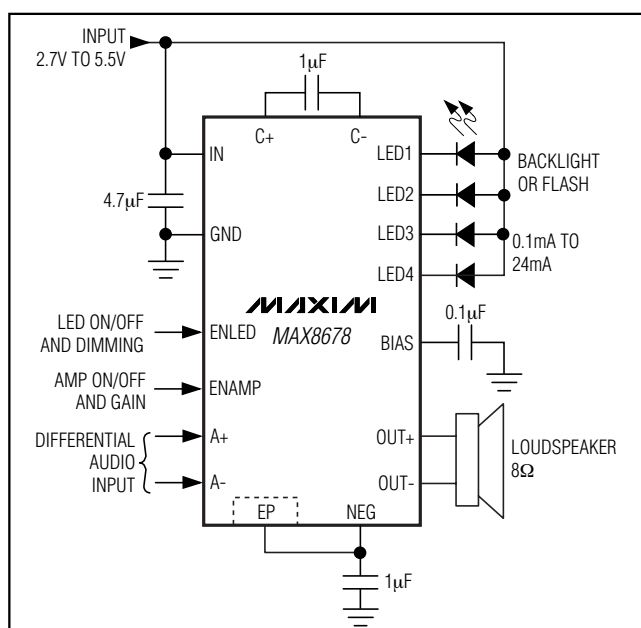 INPUT
2.7V TO 5.5V
1µF
C+
C-
IN
LED1
BACKLIGHT
OR FLASH
LED2
4.7µF
GND
LED3
0.1mA TO
24mA
LED4
MAXIM
MAX8678
0.1µF
LED ON/OFF
AND DIMMING
ENLED
BIAS
AMP ON/OFF
AND GAIN
ENAMP
DIFFERENTIAL
AUDIO
INPUT
A+
OUT+
LOUDSPEAKER
8Ω
A-
OUT-
EP
NEG
1µF